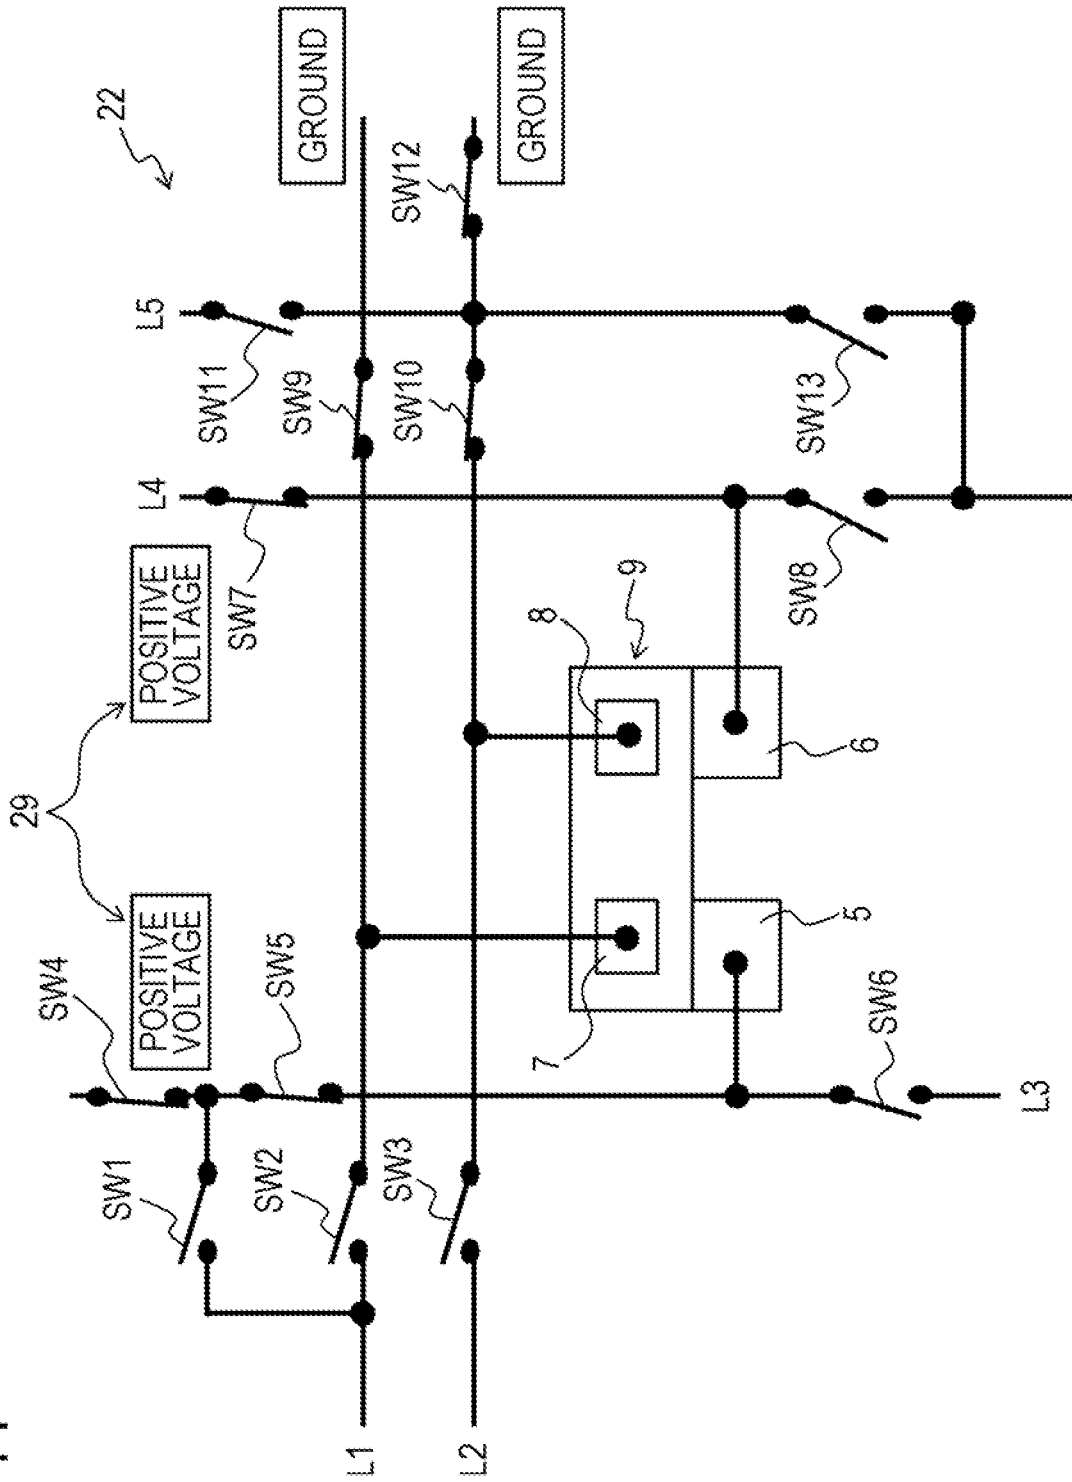 22
GROUND
GROUND
SW12
L5
SW11
SW9
SW10
SW13
L4
SW7
SW8
POSITIVE
VOLTAGE
29
POSITIVE
VOLTAGE
8
9
6
7
5
SW4
SW5
SW6
L3
SW1
SW2
SW3
L1
L2